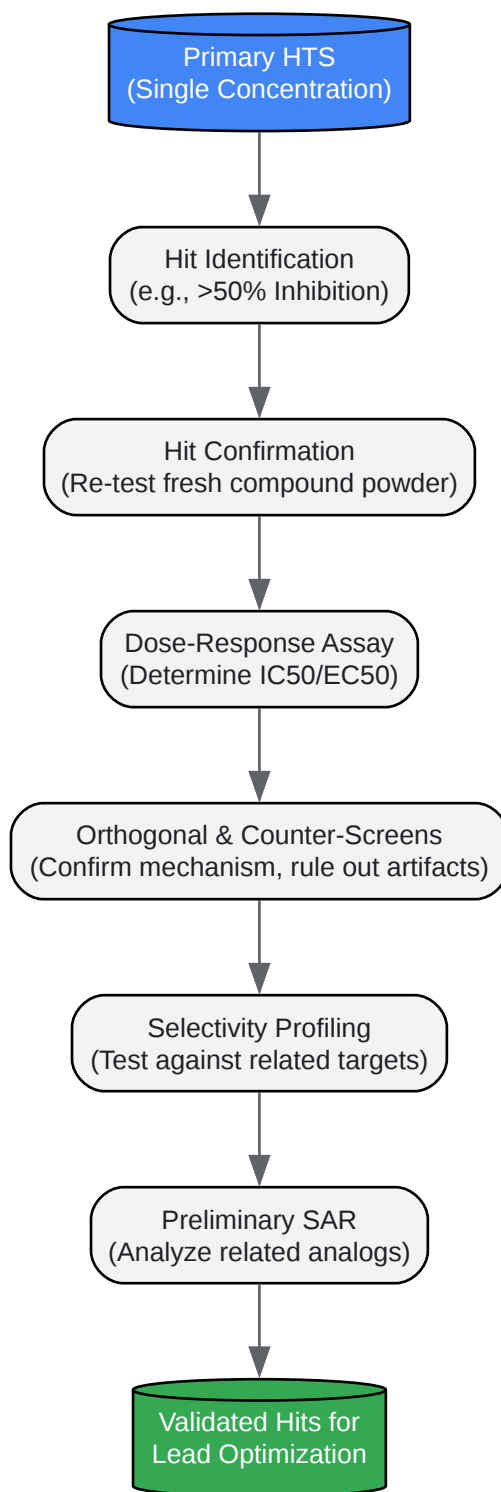 Primary HTS
(Single Concentration)
Hit Identification
(e.g., >50% Inhibition)
Hit Confirmation
(Re-test fresh compound powder)
Dose-Response Assay
(Determine IC50/EC50)
Orthogonal & Counter-Screens
(Confirm mechanism, rule out artifacts)
Selectivity Profiling
(Test against related targets)
Preliminary SAR
(Analyze related analogs)
Validated Hits for
Lead Optimization